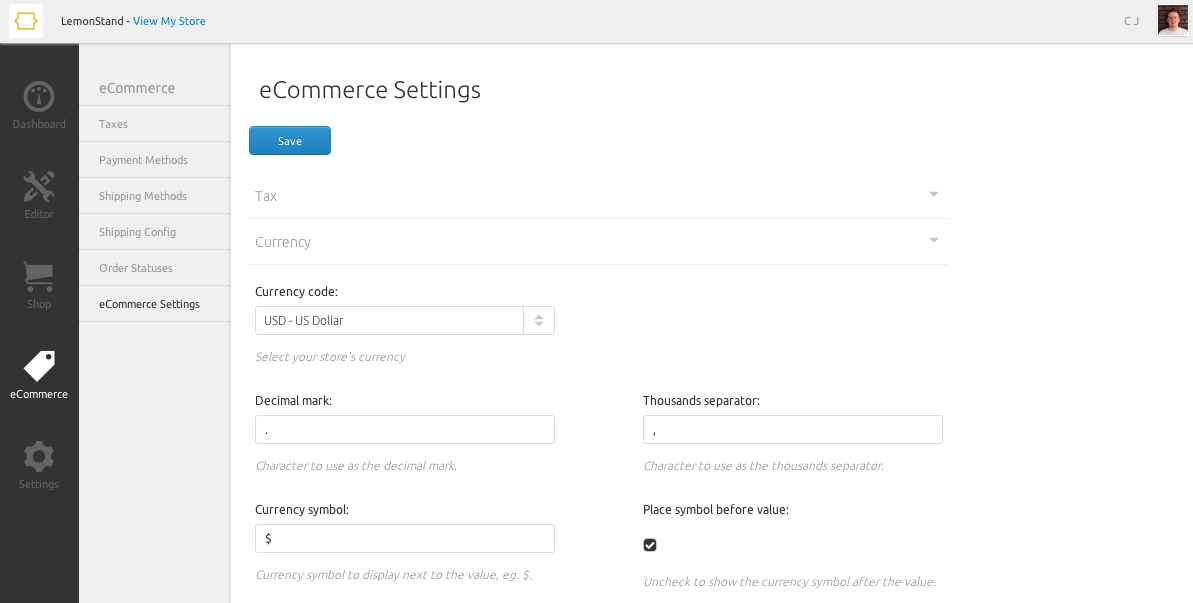 LemonStand - View My Store
C J
Dashboard
Editor
Shop
eCommerce
Settings
eCommerce
Taxes
Payment Methods
Shipping Methods
Shipping Config
Order Statuses
eCommerce Settings
eCommerce Settings
Save
Tax
Currency
Currency code:
USD - US Dollar
Select your store's currency
Decimal mark:
.
Character to use as the decimal mark.
Thousands separator:
,
Character to use as the thousands separator.
Currency symbol:
$
Currency symbol to display next to the value, eg. $.
Place symbol before value:
Uncheck to show the currency symbol after the value.